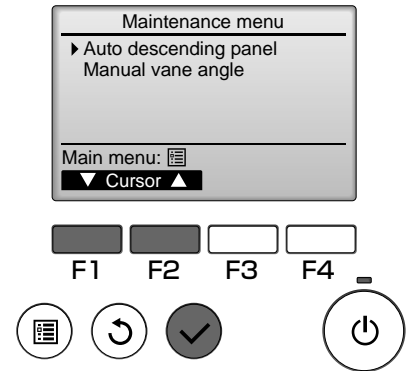 Maintenance menu
Auto descending panel
Manual vane angle
Main menu:
▼ Cursor ▲
F1 F2 F3 F4